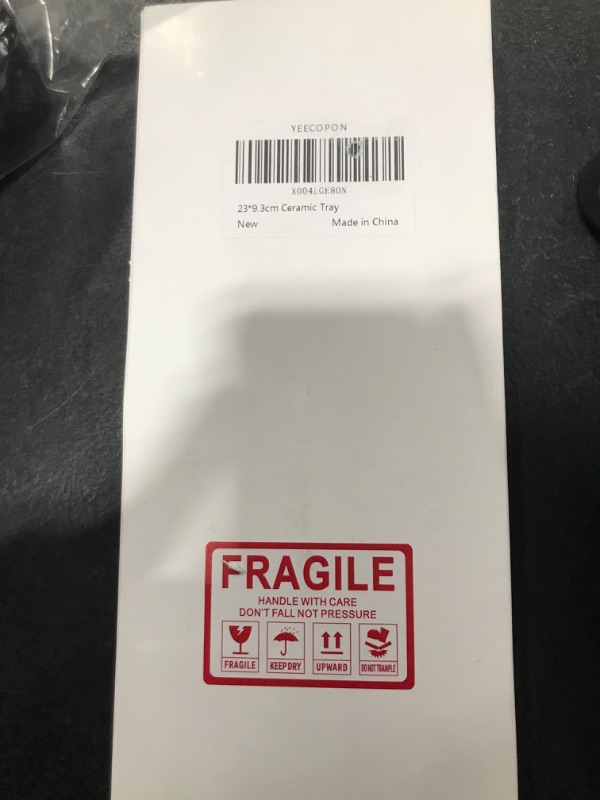 YEECOPON
X004LGE8ON
23*9.3cm Ceramic Tray
New Made in China
FRAGILE
HANDLE WITH CARE
DON'T FALL NOT PRESSURE
FRAGILE KEEP DRY UPWARD DO NOT TRAMPLE